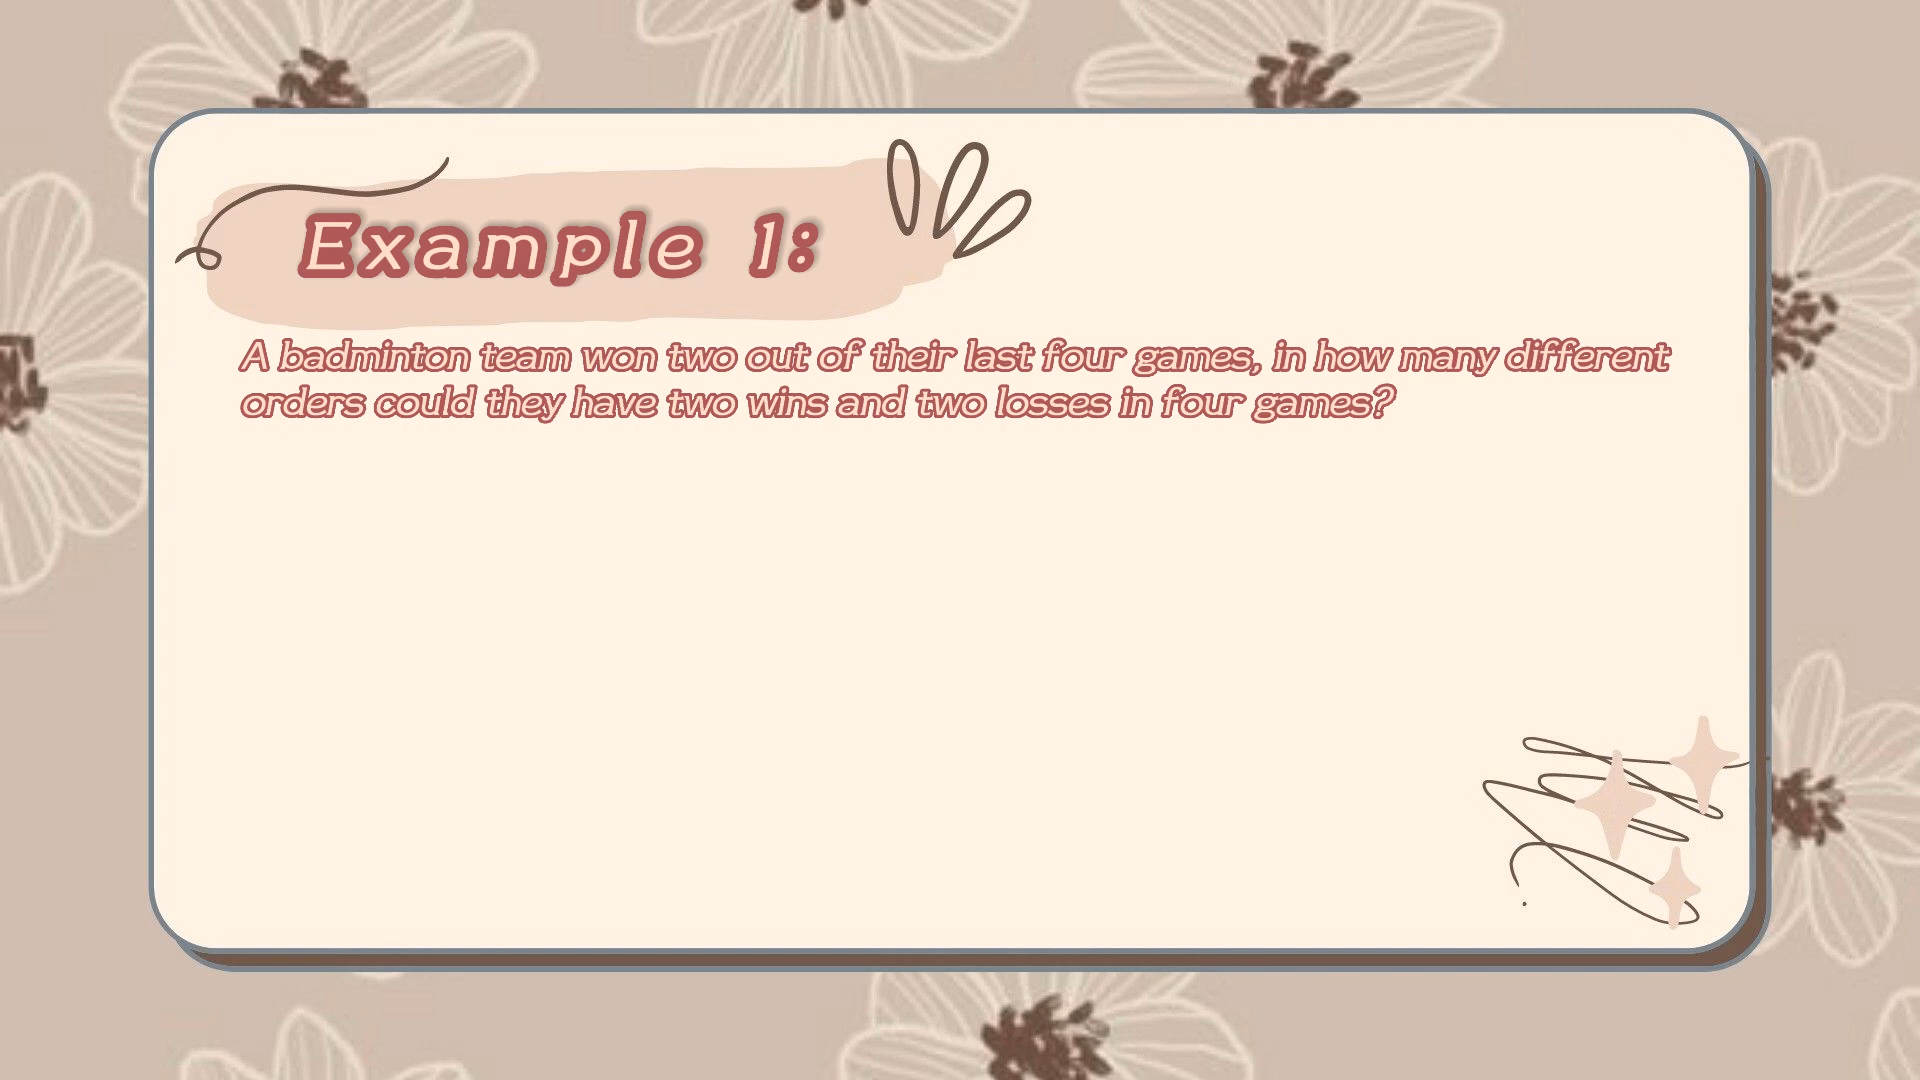 Example 1:
A badminton team won two out of their last four games, in how many different
orders could they have two wins and two losses in four games?